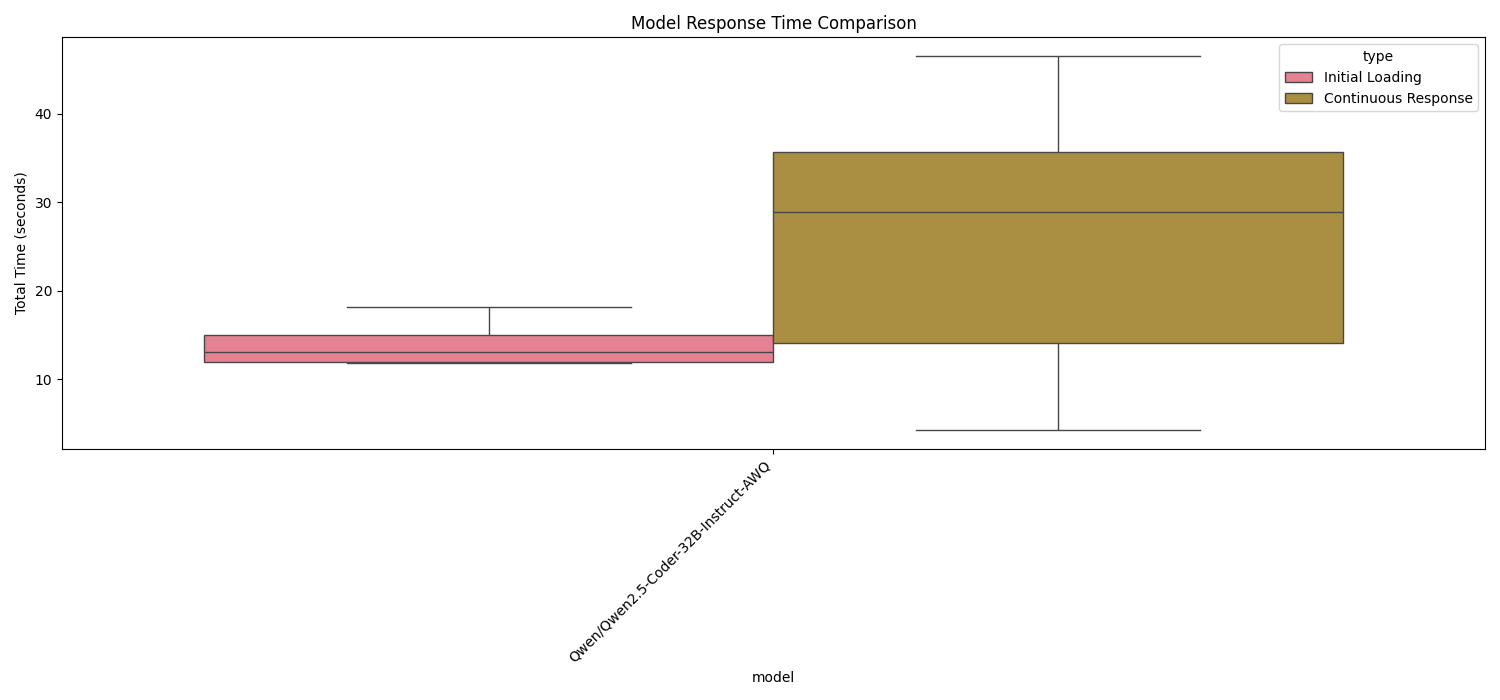 Model Response Time Comparison
type
Initial Loading
Continuous Response
Total Time (seconds)
40
30
20
10
Qwen/Qwen2.5-Coder-32B-Instruct-AWQ
model